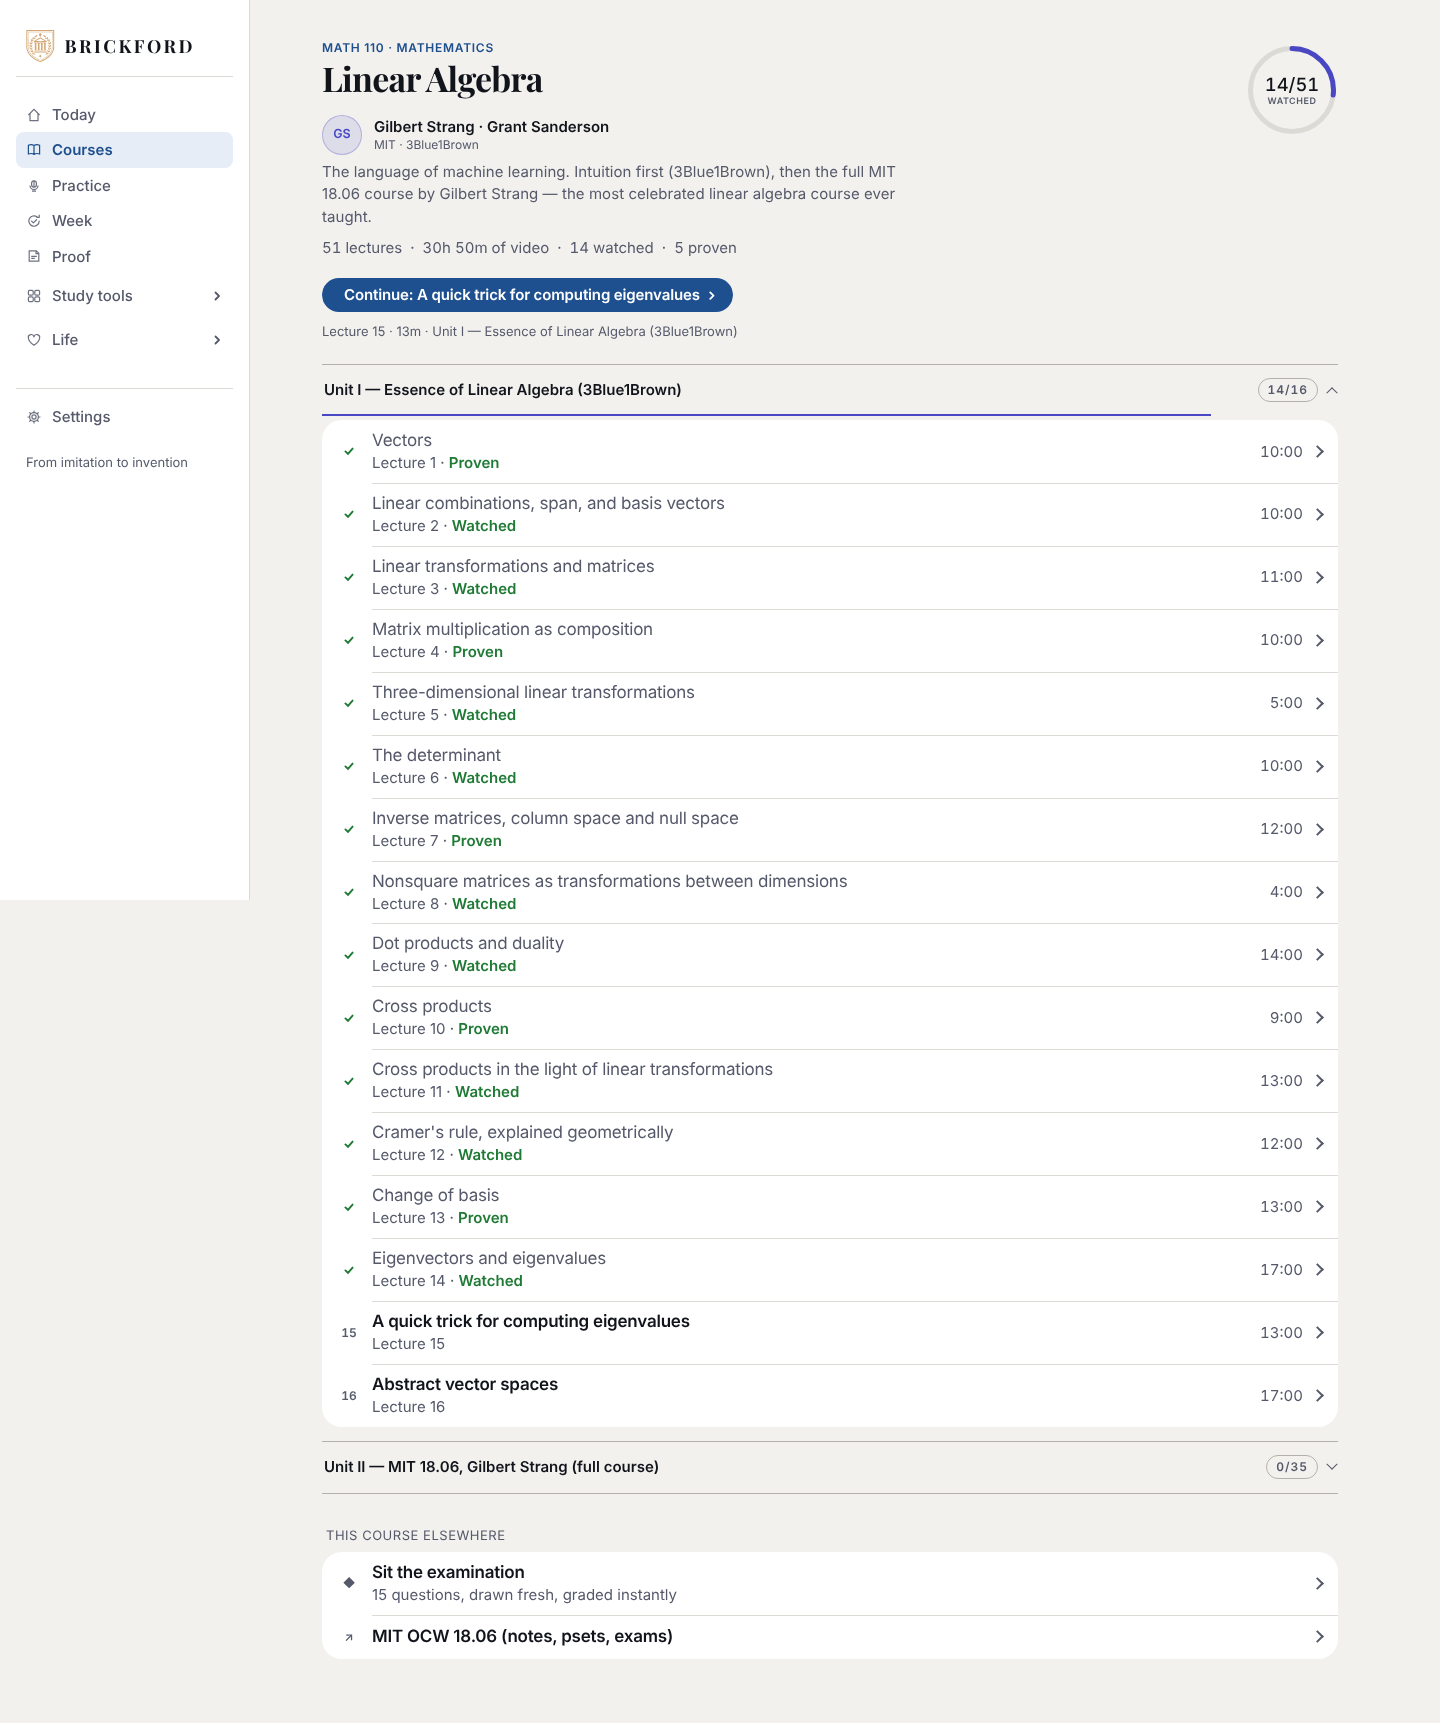 BRICKFORD
Today
Courses
Practice
Week
Proof
Study tools
Life
Settings
From imitation to invention
MATH 110 · MATHEMATICS
Linear Algebra
14/51
WATCHED
GS
Gilbert Strang · Grant Sanderson
MIT · 3Blue1Brown
The language of machine learning. Intuition first (3Blue1Brown), then the full MIT
18.06 course by Gilbert Strang — the most celebrated linear algebra course ever
taught.
51 lectures · 30h 50m of video · 14 watched · 5 proven
Continue: A quick trick for computing eigenvalues
Lecture 15 · 13m · Unit I — Essence of Linear Algebra (3Blue1Brown)
Unit I — Essence of Linear Algebra (3Blue1Brown)
14/16
Vectors
Lecture 1 · Proven
10:00
Linear combinations, span, and basis vectors
Lecture 2 · Watched
10:00
Linear transformations and matrices
Lecture 3 · Watched
11:00
Matrix multiplication as composition
Lecture 4 · Proven
10:00
Three-dimensional linear transformations
Lecture 5 · Watched
5:00
The determinant
Lecture 6 · Watched
10:00
Inverse matrices, column space and null space
Lecture 7 · Proven
12:00
Nonsquare matrices as transformations between dimensions
Lecture 8 · Watched
4:00
Dot products and duality
Lecture 9 · Watched
14:00
Cross products
Lecture 10 · Proven
9:00
Cross products in the light of linear transformations
Lecture 11 · Watched
13:00
Cramer's rule, explained geometrically
Lecture 12 · Watched
12:00
Change of basis
Lecture 13 · Proven
13:00
Eigenvectors and eigenvalues
Lecture 14 · Watched
17:00
15
A quick trick for computing eigenvalues
Lecture 15
13:00
16
Abstract vector spaces
Lecture 16
17:00
Unit II — MIT 18.06, Gilbert Strang (full course)
0/35
THIS COURSE ELSEWHERE
Sit the examination
15 questions, drawn fresh, graded instantly
MIT OCW 18.06 (notes, psets, exams)